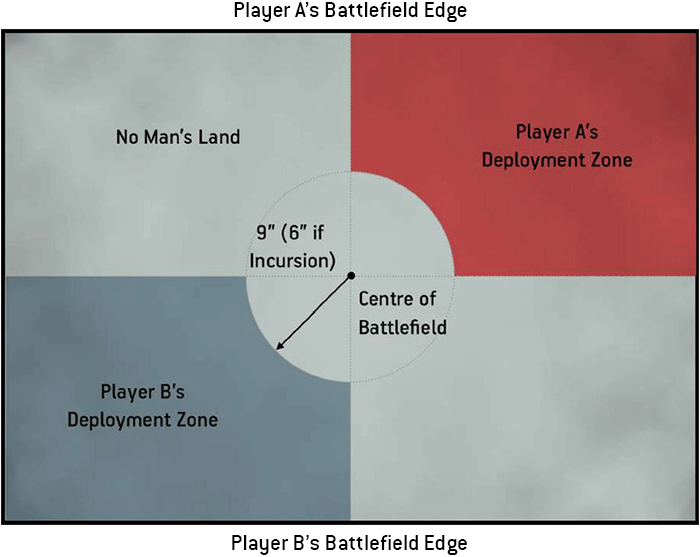 Player A's Battlefield Edge
No Man's Land
Player A's
Deployment Zone
9" (6" if
Incursion)
Centre of
Battlefield
Player B's
Deployment Zone
Player B's Battlefield Edge